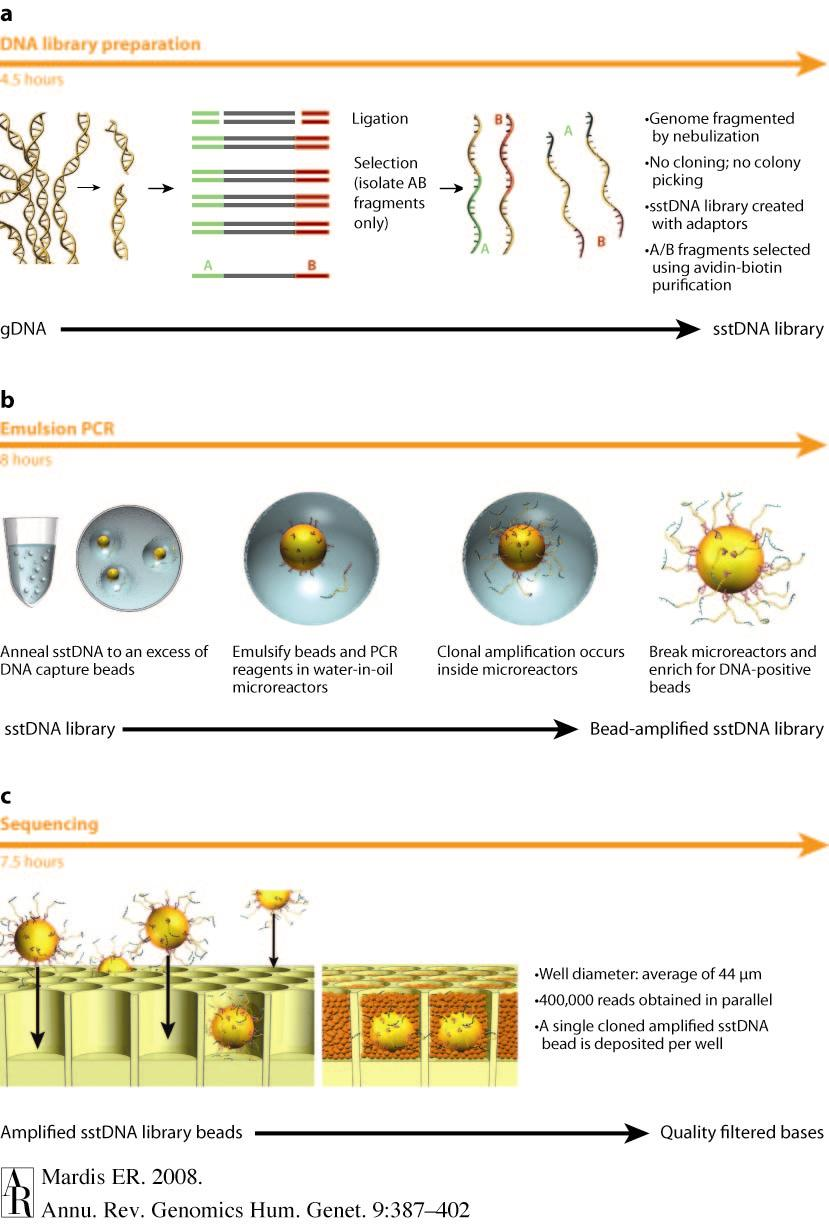 a
DNA library preparation
4.5 hours
Ligation
Selection
(isolate AB
fragments
only)
A
B
B
A
A
B
•Genome fragmented
by nebulization
•No cloning; no colony
picking
•sstDNA library created
with adaptors
•A/B fragments selected
using avidin-biotin
purification
gDNA
sstDNA library
b
Emulsion PCR
8 hours
Anneal sstDNA to an excess of
DNA capture beads
Emulsify beads and PCR
reagents in water-in-oil
microreactors
Clonal amplification occurs
inside microreactors
Break microreactors and
enrich for DNA-positive
beads
sstDNA library
Bead-amplified sstDNA library
c
Sequencing
7.5 hours
•Well diameter: average of 44 μm
•400,000 reads obtained in parallel
•A single cloned amplified sstDNA
bead is deposited per well
Amplified sstDNA library beads
Quality filtered bases
AR
Mardis ER. 2008.
Annu. Rev. Genomics Hum. Genet. 9:387–402